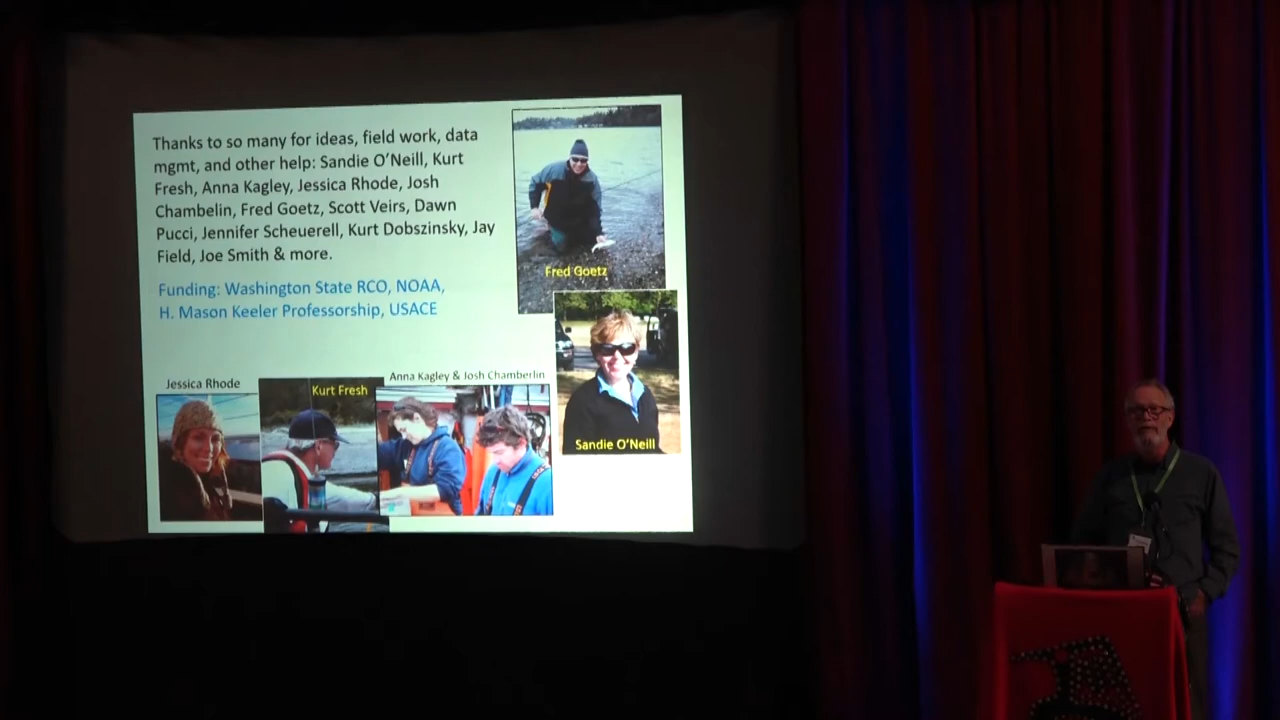 Thanks to so many for ideas, field work, data
mgmt, and other help: Sandie O'Neill, Kurt
Fresh, Anna Kagley, Jessica Rhode, Josh
Chambelin, Fred Goetz, Scott Veirs, Dawn
Pucci, Jennifer Scheuerell, Kurt Dobszinsky, Jay
Field, Joe Smith & more.
Funding: Washington State RCO, NOAA,
H. Mason Keeler Professorship, USACE
Fred Goetz
Sandie O'Neill
Jessica Rhode
Kurt Fresh
Anna Kagley & Josh Chamberlin